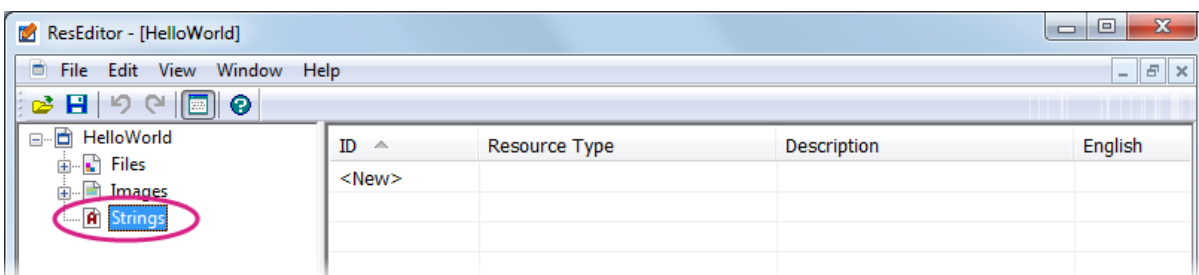 ResEditor - [HelloWorld]
File Edit View Window Help
HelloWorld
Files
Images
Strings
ID Resource Type Description English
<New>